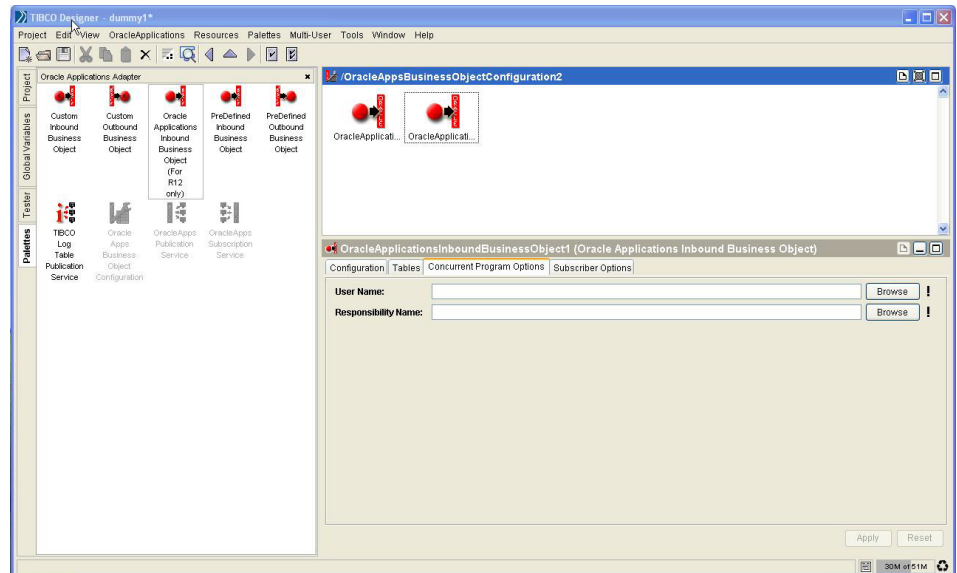 TIBCO Designer - dummy1*
Project Edit View OracleApplications Resources Palettes Multi-User Tools Window Help
Project
Global Variables
Tester
Palettes
Oracle Applications Adapter
Custom Inbound Business Object
Custom Outbound Business Object
Oracle Applications Inbound Business Object (For R12 only)
PreDefined Inbound Business Object
PreDefined Outbound Business Object
TIBCO Log Table Publication Service
Oracle Apps Business Object Configuration
OracleApps Publication Service
OracleApps Subscription Service
/OracleAppsBusinessObjectConfiguration2
OracleApplicati... OracleApplicati...
OracleApplicationsInboundBusinessObject1 (Oracle Applications Inbound Business Object)
Configuration Tables Concurrent Program Options Subscriber Options
User Name: Browse !
Responsibility Name: Browse !
Apply Reset
30M of 51M